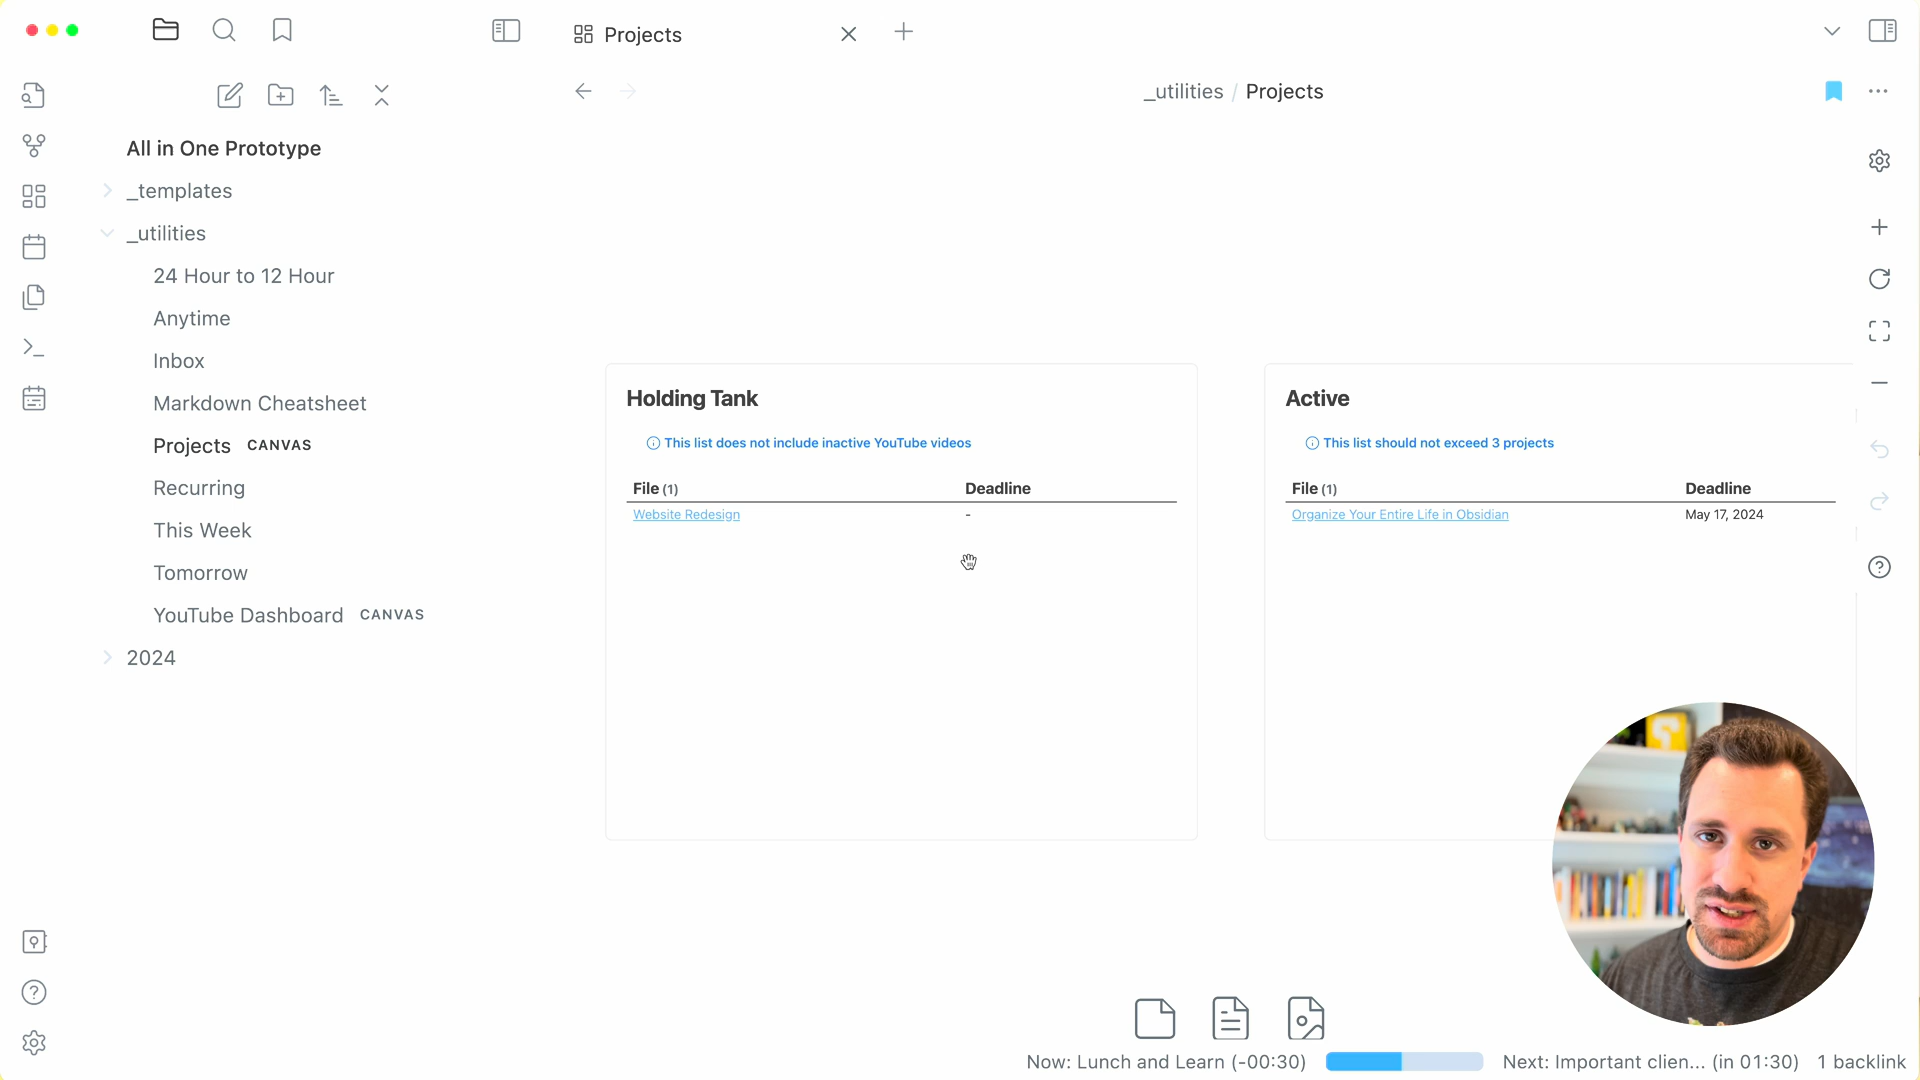 Projects
_utilities / Projects
All in One Prototype
_templates
_utilities
24 Hour to 12 Hour
Anytime
Inbox
Markdown Cheatsheet
Projects CANVAS
Recurring
This Week
Tomorrow
YouTube Dashboard CANVAS
2024
Holding Tank
This list does not include inactive YouTube videos
File (1) Deadline
Website Redesign -
Active
This list should not exceed 3 projects
File (1) Deadline
Organize Your Entire Life in Obsidian May 17, 2024
Now: Lunch and Learn (-00:30) Next: Important clien... (in 01:30) 1 backlink